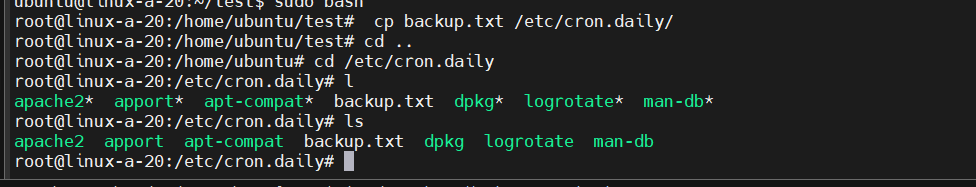 ubuntu@linux-a-20:~/test$ sudo bash
root@linux-a-20:/home/ubuntu/test#  cp backup.txt /etc/cron.daily/
root@linux-a-20:/home/ubuntu/test# cd ..
root@linux-a-20:/home/ubuntu# cd /etc/cron.daily
root@linux-a-20:/etc/cron.daily# l
apache2*  apport*  apt-compat*  backup.txt  dpkg*  logrotate*  man-db*
root@linux-a-20:/etc/cron.daily# ls
apache2  apport  apt-compat  backup.txt  dpkg  logrotate  man-db
root@linux-a-20:/etc/cron.daily#